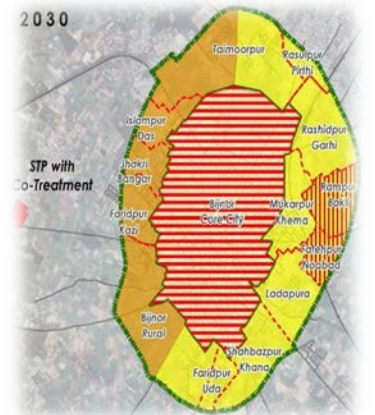 2030
Taimoorpur
Rasulpur
Pirthi
Islampur
Das
Rashidpur
Garhi
STP with
Co-Treatment
Jhakri
Bangar
Rampur
Bakli
Bijnor
Core City
Mukarpur
Khema
Faridpur
Kazi
Fatehpur
Noabad
Ladapura
Bijnor
Rural
Shahbazpur
Khana
Faridpur
Uda